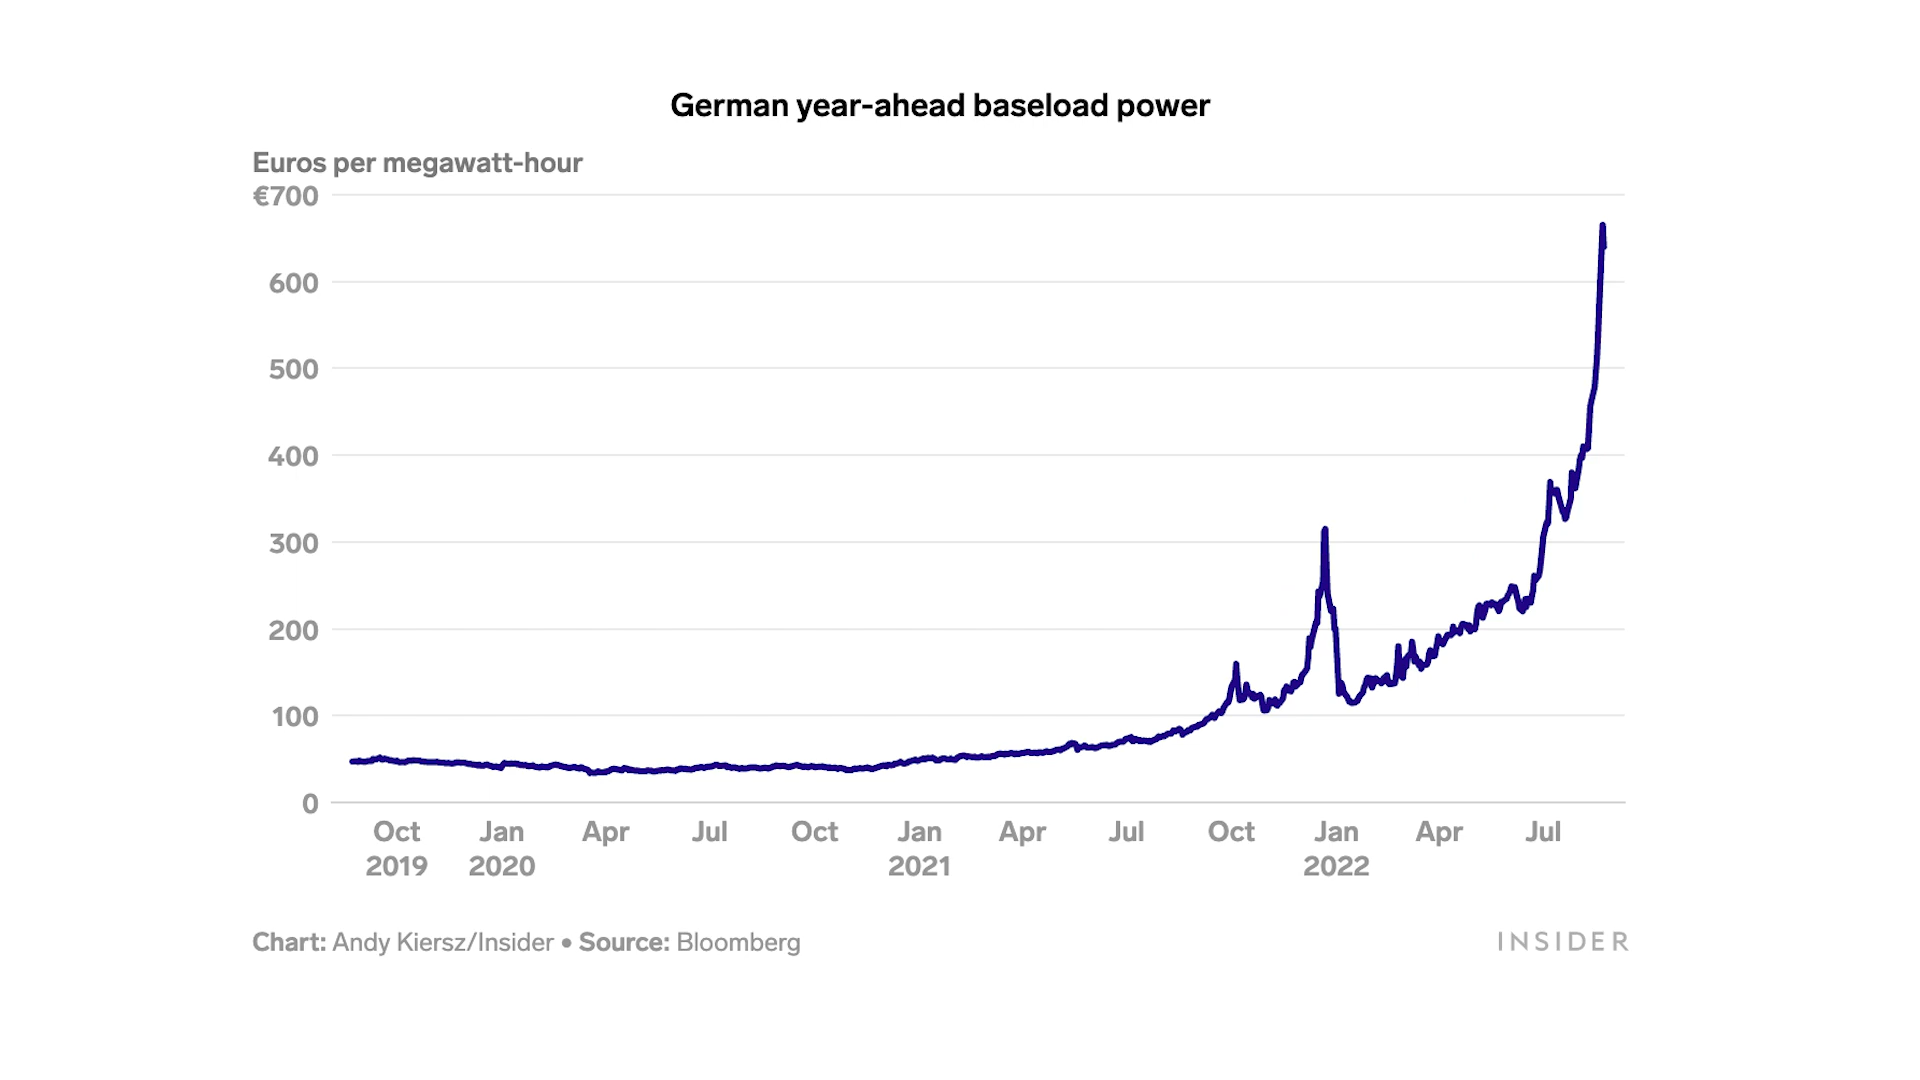 German year-ahead baseload power
Euros per megawatt-hour
€700
600
500
400
300
200
100
0
Oct Jan Apr Jul Oct Jan Apr Jul Oct Jan Apr Jul
2019 2020 2021 2022
Chart: Andy Kiersz/Insider • Source: Bloomberg
INSIDER